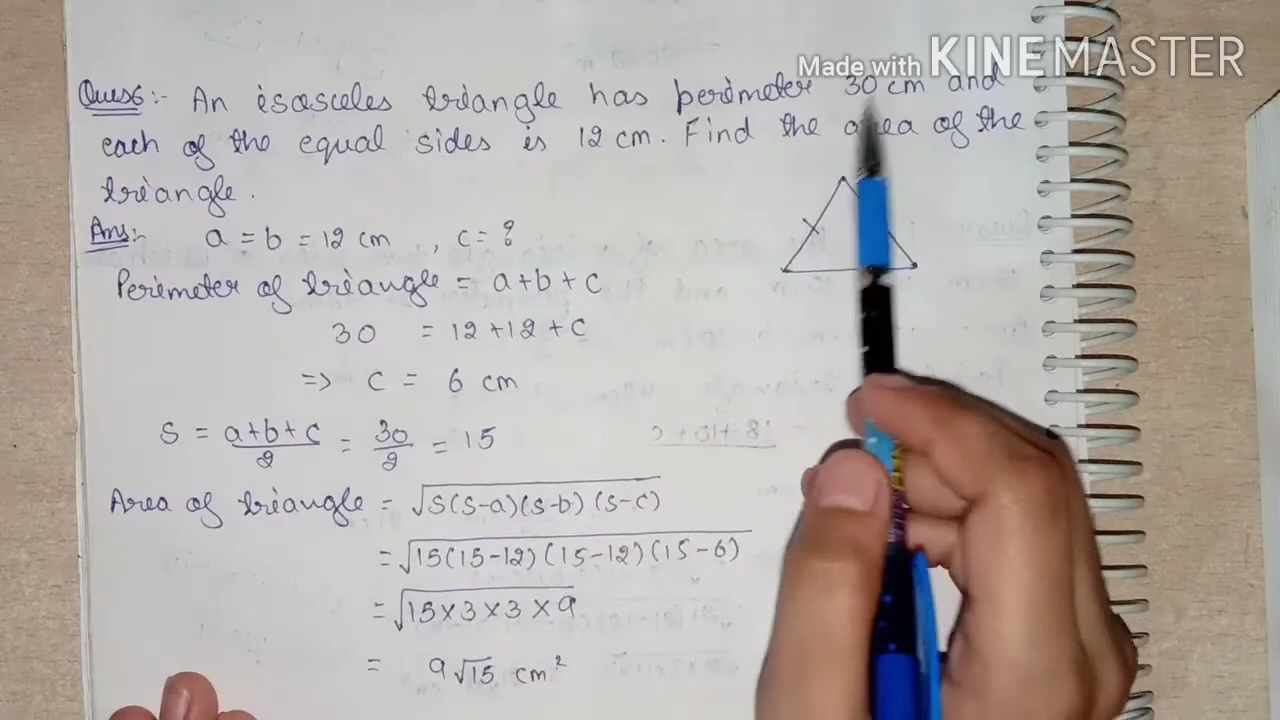 Made with KINEMASTER
Ques6:- An isosceles triangle has perimeter 30 cm and
each of the equal sides is 12 cm. Find the area of the
triangle.
Ans:- a = b = 12 cm , c = ?
Perimeter of triangle = a+b+c
30 = 12+12+c
=> c = 6 cm
S = a+b+c/2 = 30/2 = 15
Area of triangle = √S(S-a)(S-b)(S-c)
= √15(15-12)(15-12)(15-6)
= √15×3×3×9
= 9√15 cm²